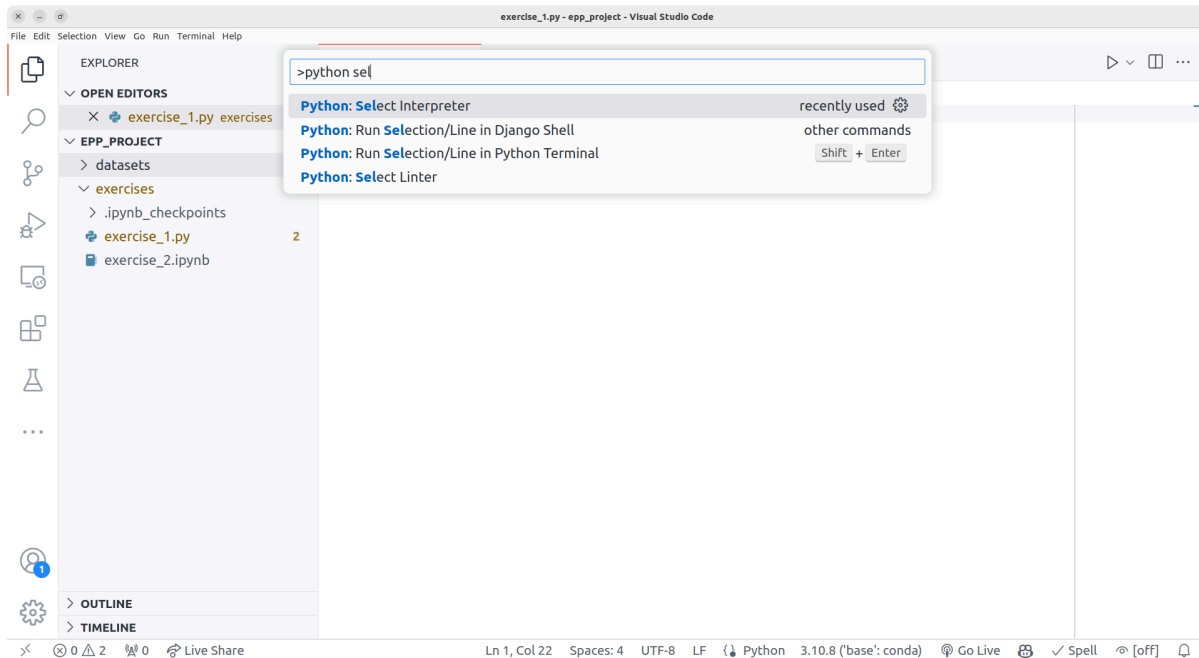 exercise_1.py - epp_project - Visual Studio Code
File Edit Selection View Go Run Terminal Help
EXPLORER
>python sel
OPEN EDITORS
exercise_1.py exercises
EPP_PROJECT
datasets
exercises
.ipynb_checkpoints
exercise_1.py 2
exercise_2.ipynb
Python: Select Interpreter recently used
Python: Run Selection/Line in Django Shell other commands
Python: Run Selection/Line in Python Terminal Shift + Enter
Python: Select Linter
1
OUTLINE
TIMELINE
0 2 0 Live Share Ln 1, Col 22 Spaces: 4 UTF-8 LF Python 3.10.8 ('base': conda) Go Live Spell [off]